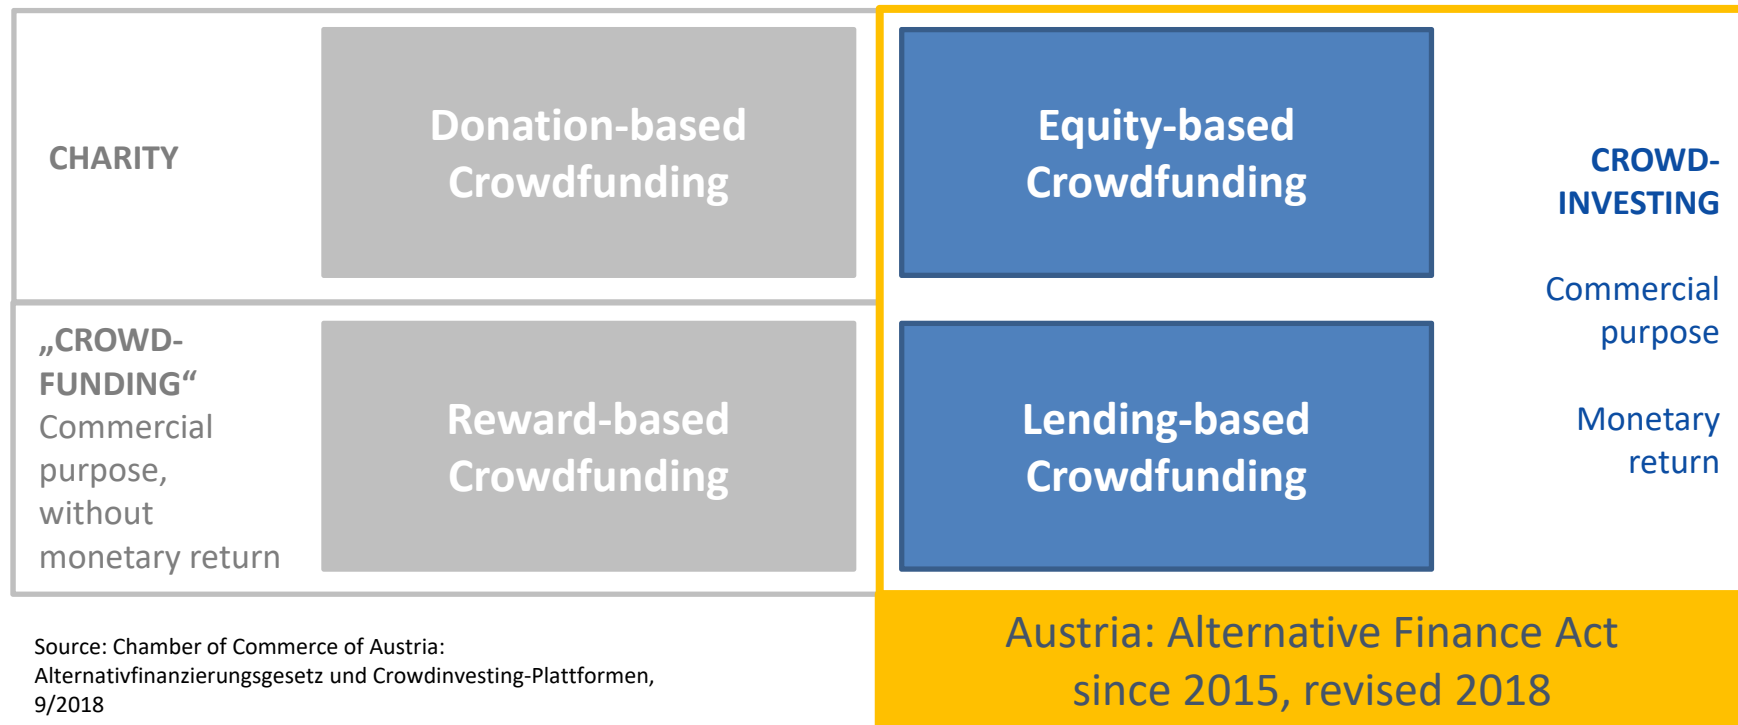 CHARITY
Donation-based
Crowdfunding
Equity-based
Crowdfunding
CROWD-
INVESTING
Commercial
purpose
Monetary
return
„CROWD-
FUNDING“
Commercial
purpose,
without
monetary return
Reward-based
Crowdfunding
Lending-based
Crowdfunding
Source: Chamber of Commerce of Austria:
Alternativfinanzierungsgesetz und Crowdinvesting-Plattformen,
9/2018
Austria: Alternative Finance Act
since 2015, revised 2018